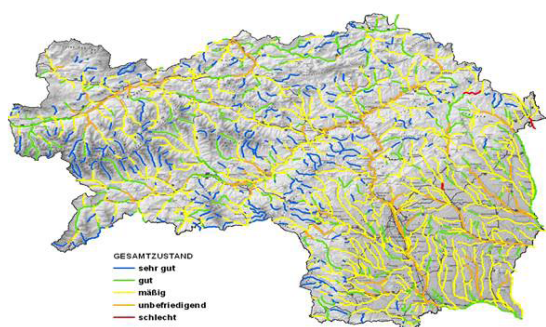 GESAMTZUSTAND
sehr gut
gut
mäßig
unbefriedigend
schlecht